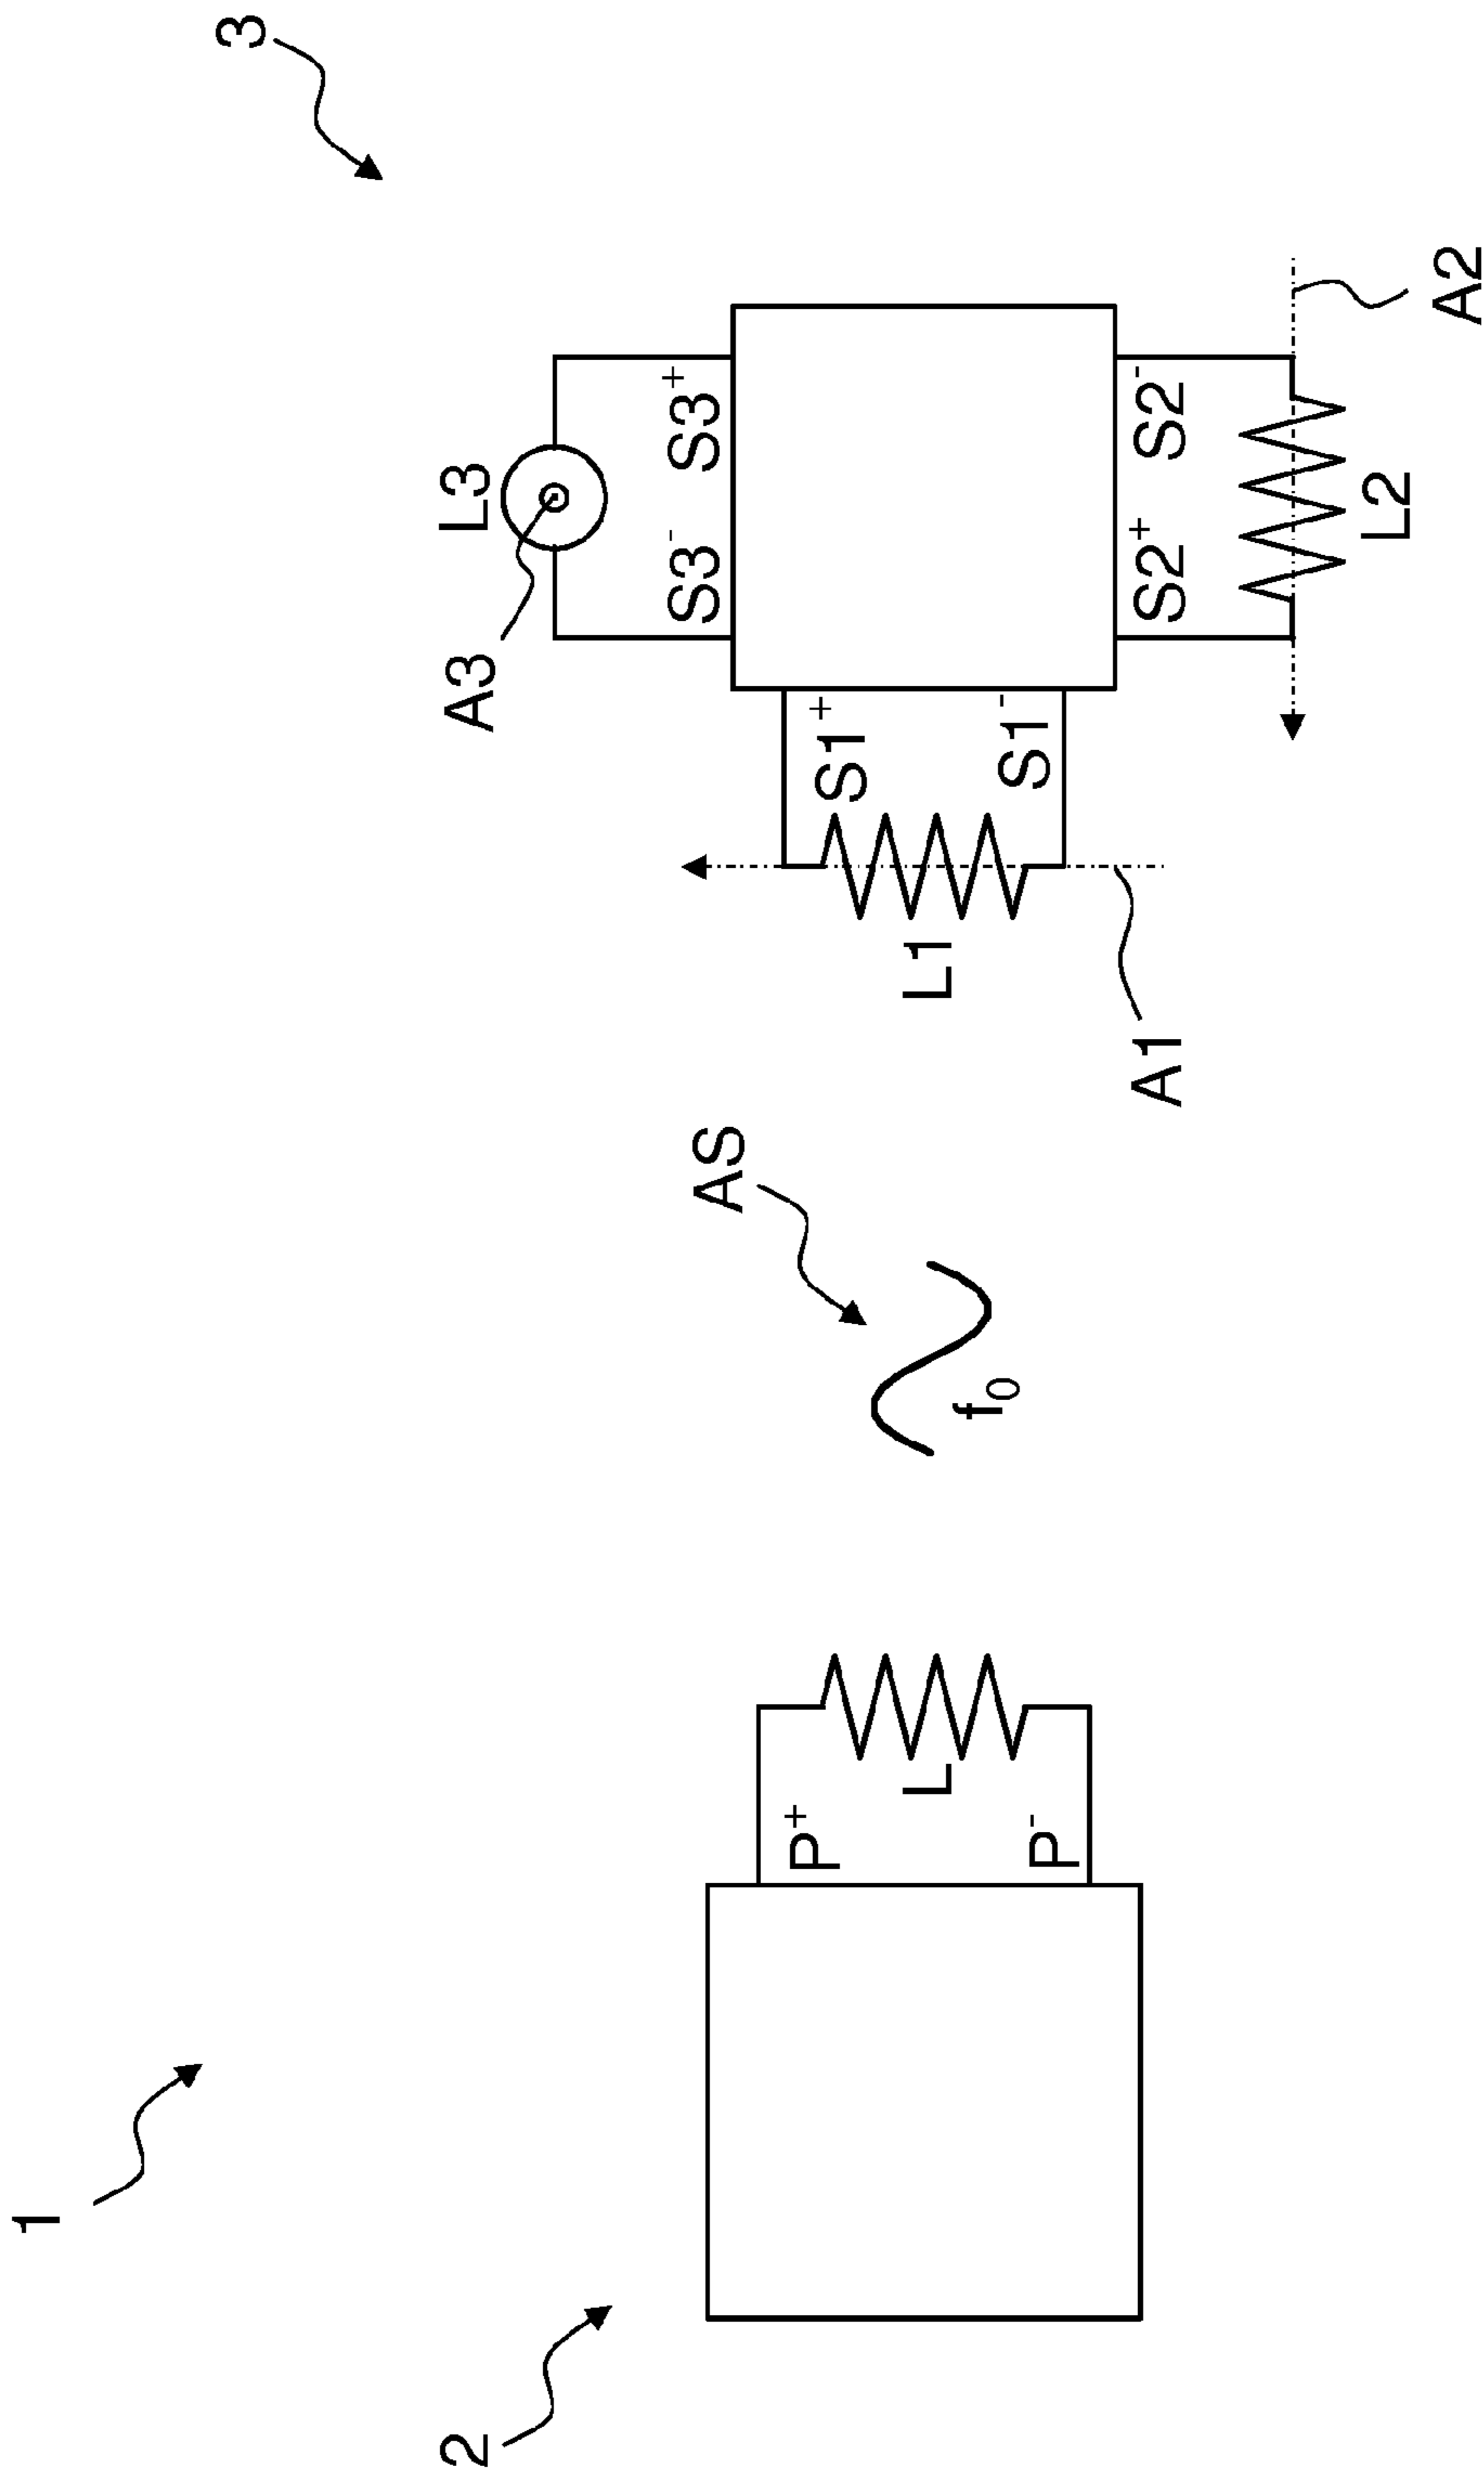 1
3
2
A3
L3
S3⁻ S3⁺
AS
P⁺
S1⁺
L
L1
f₀
S1⁻
P⁻
A1
S2⁺ S2⁻
L2
A2